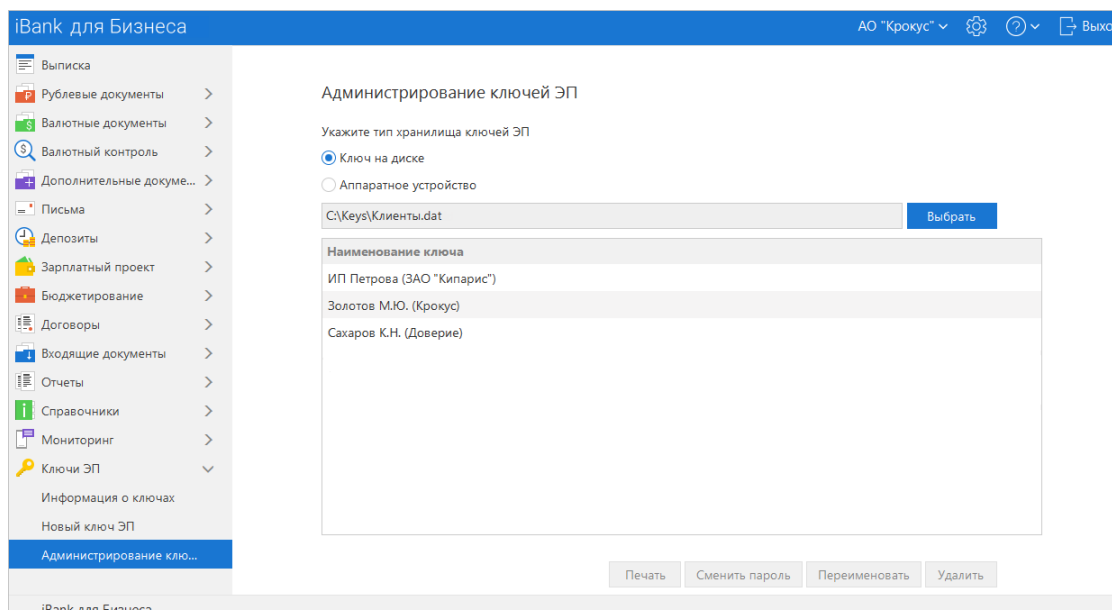 iBank для Бизнеса
АО "Крокус"
Выхо
Выписка
Рублевые документы
Валютные документы
Валютный контроль
Дополнительные докуме...
Письма
Депозиты
Зарплатный проект
Бюджетирование
Договоры
Входящие документы
Отчеты
Справочники
Мониторинг
Ключи ЭП
Информация о ключах
Новый ключ ЭП
Администрирование клю...
Администрирование ключей ЭП
Укажите тип хранилища ключей ЭП
Ключ на диске
Аппаратное устройство
C:\Keys\Клиенты.dat
Выбрать
Наименование ключа
ИП Петрова (ЗАО "Кипарис")
Золотов М.Ю. (Крокус)
Сахаров К.Н. (Доверие)
Печать
Сменить пароль
Переименовать
Удалить
iBank для Бизнеса